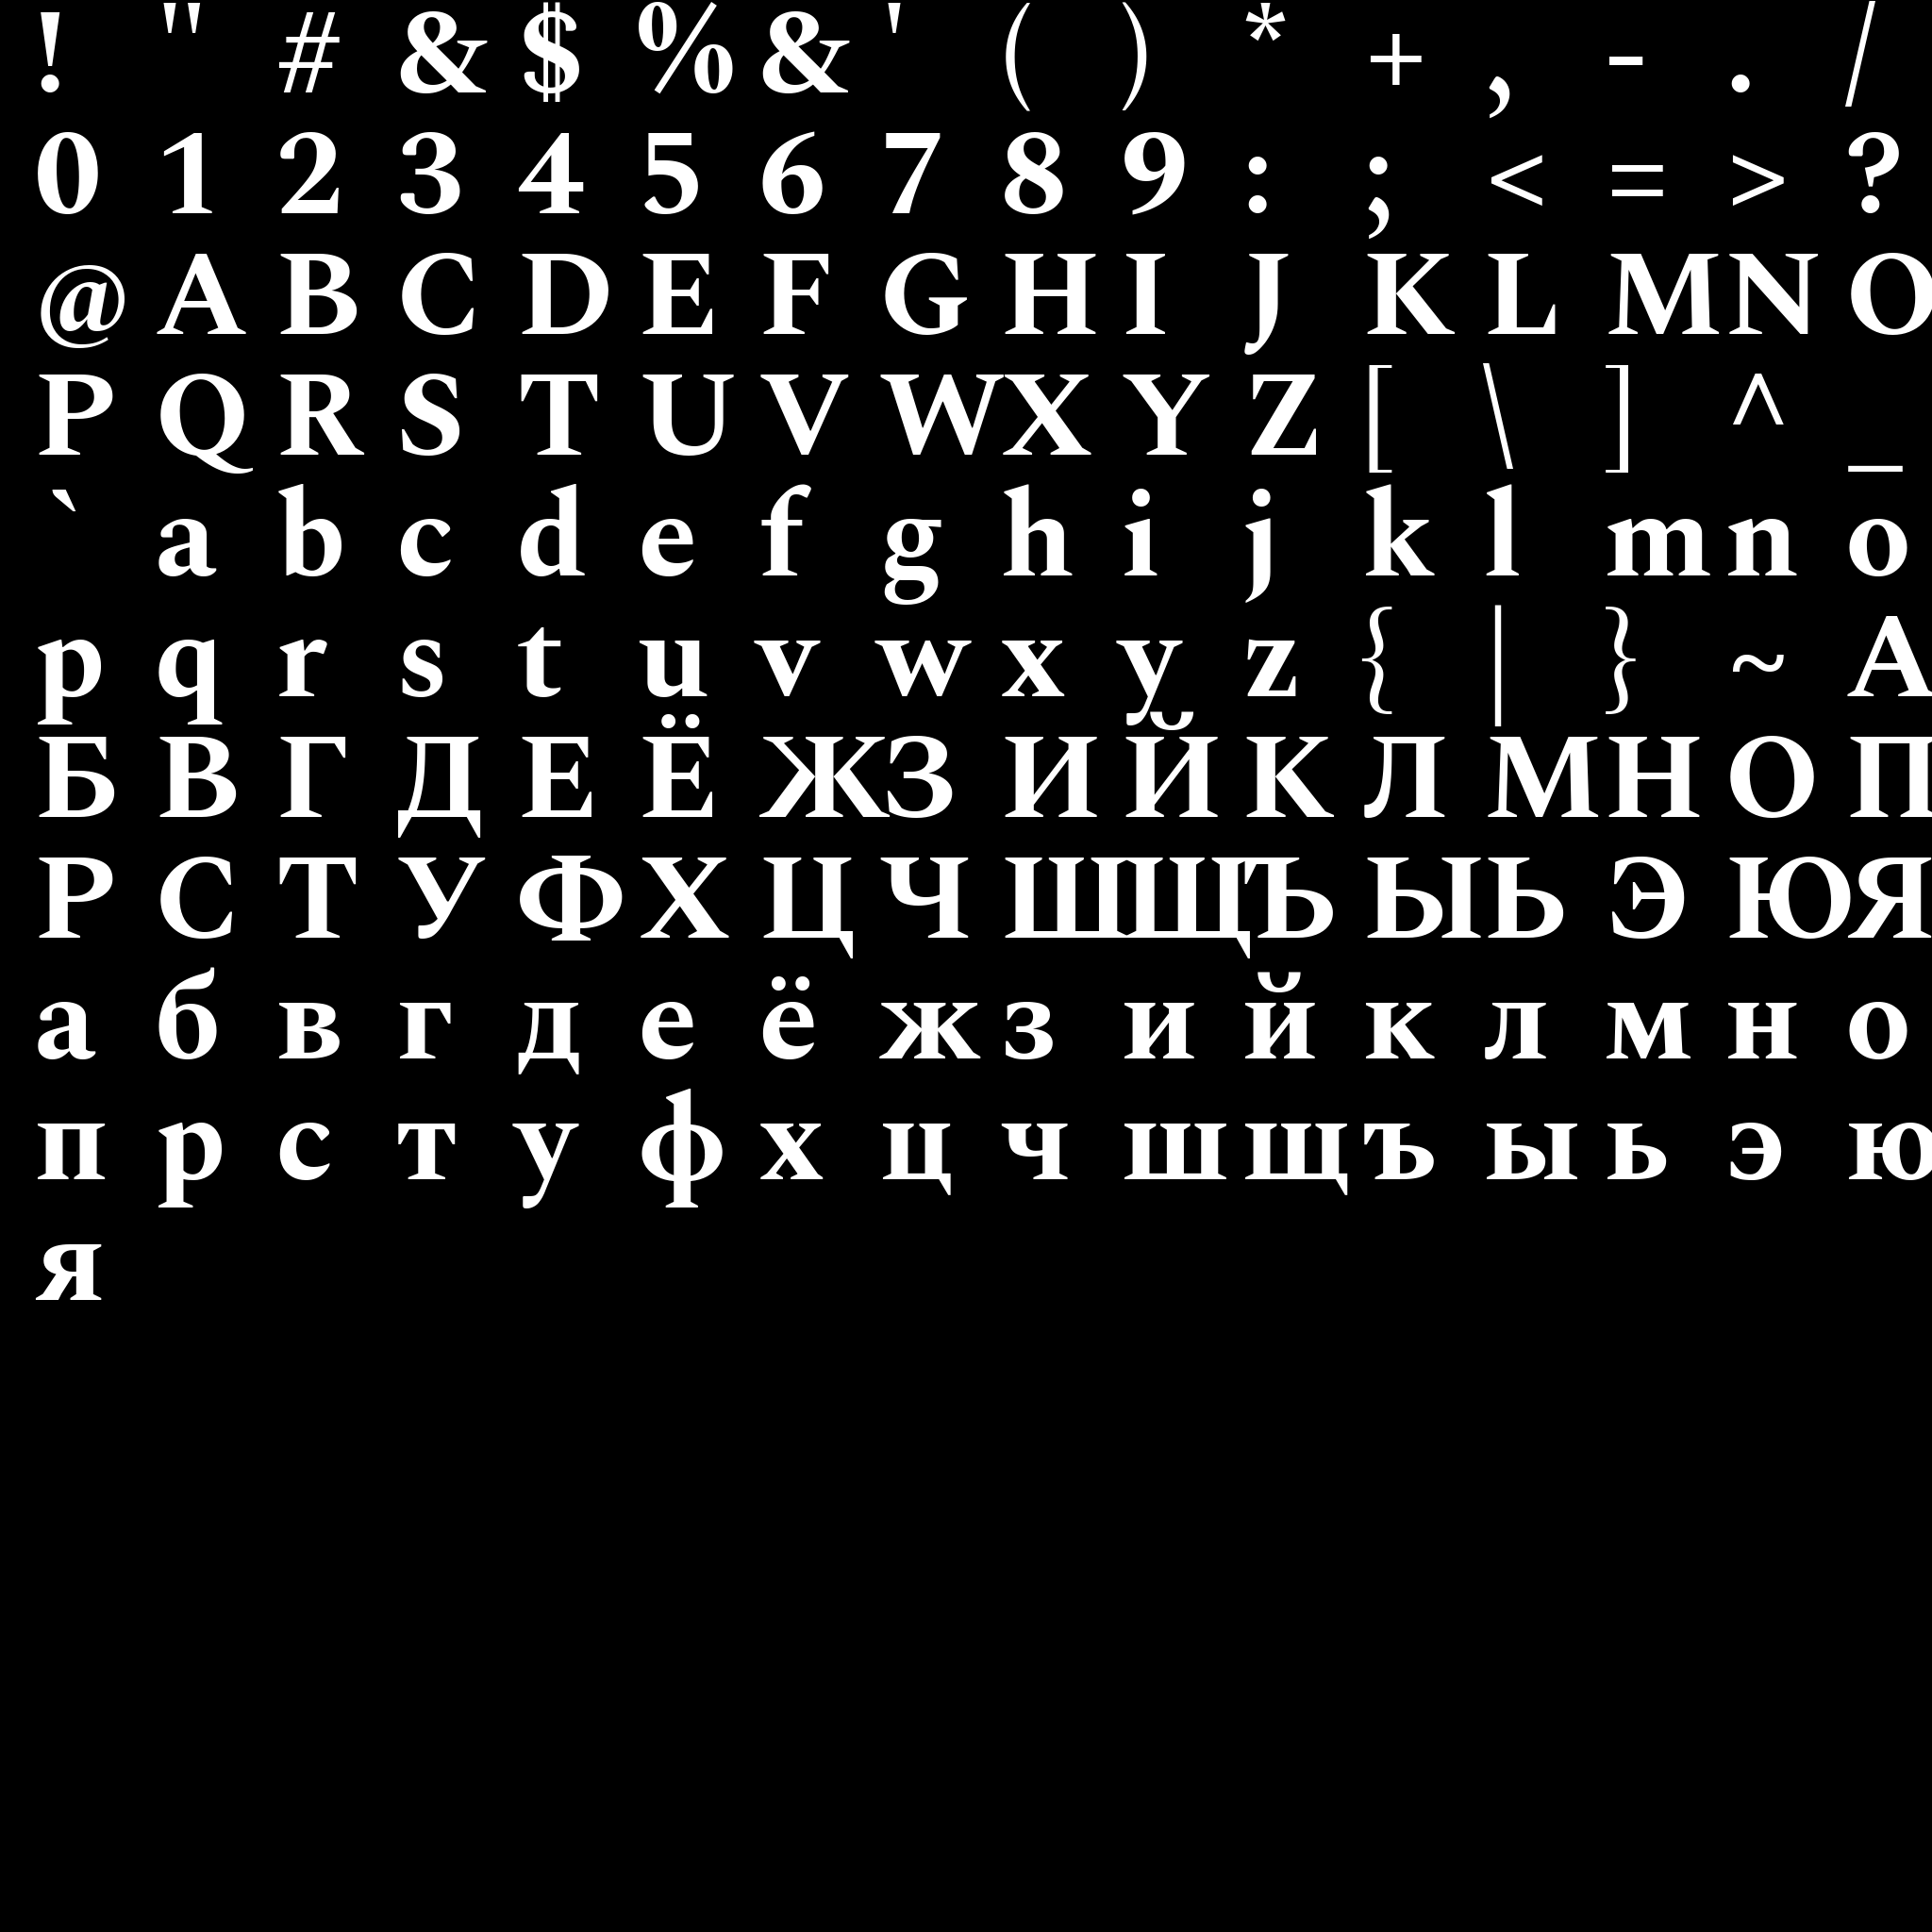 ! " # & $ % & ' ( ) * + , - . /
0 1 2 3 4 5 6 7 8 9 : ; < = > ?
@ A B C D E F G H I J K L M N O
P Q R S T U V W X Y Z [ \ ] ^ _
` a b c d e f g h i j k l m n o
p q r s t u v w x y z { | } ~ А
Б В Г Д Е Ё Ж З И Й К Л М Н О П
Р С Т У Ф Х Ц Ч Ш Щ Ъ Ы Ь Э Ю Я
а б в г д е ё ж з и й к л м н о
п р с т у ф х ц ч ш щ ъ ы ь э ю
я